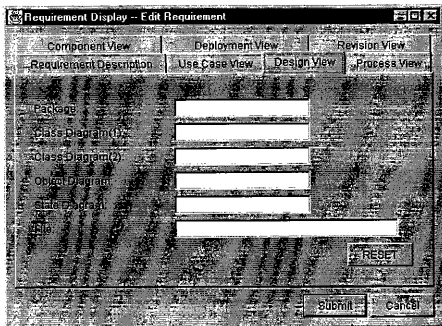 Requirement Display -- Edit Requirement
Component View Deployment View Revision View
Requirement Description Use Case View Design View Process View
Package
Class Diagram(1)
Class Diagram(2)
Object Diagram
State Diagram
File
RESET
Submit Cancel